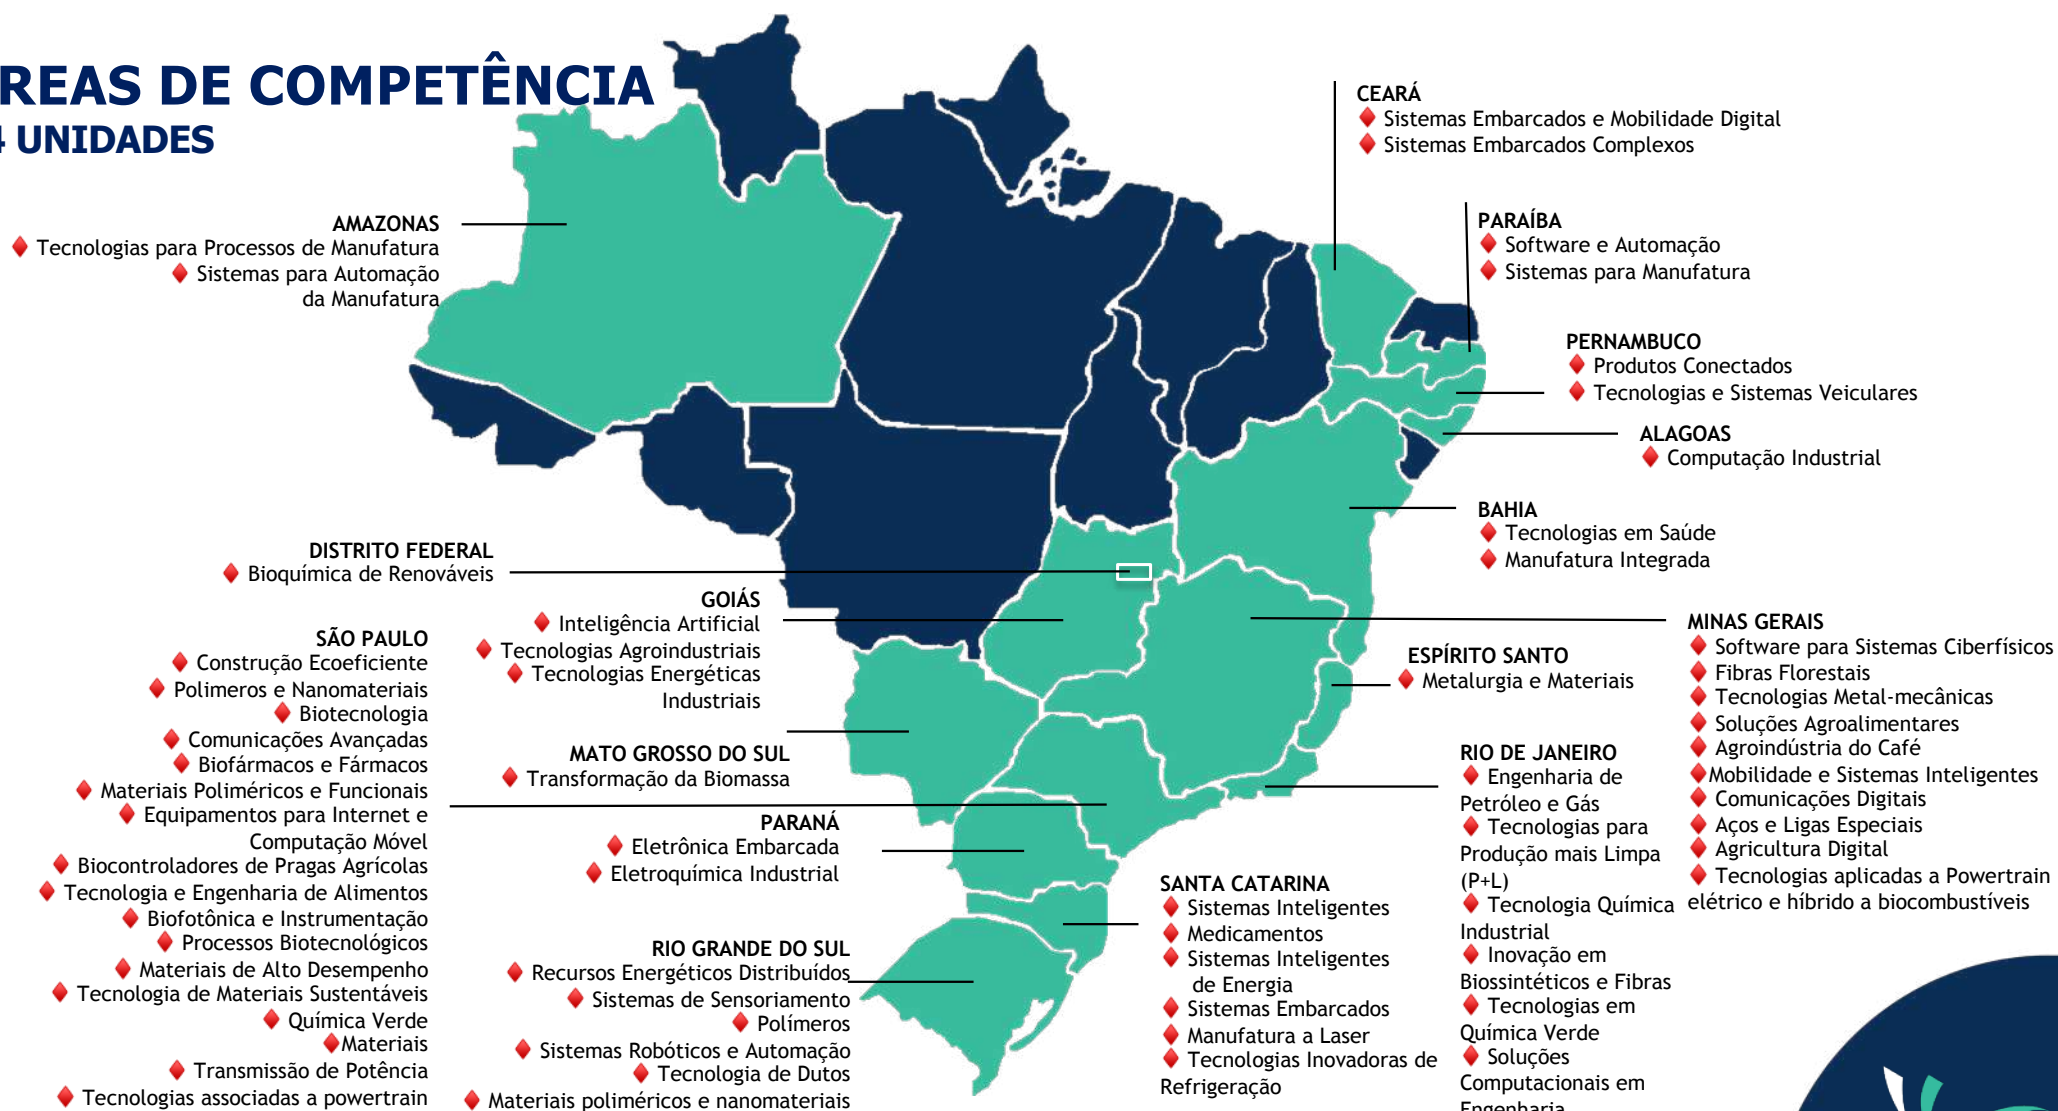 REAS DE COMPETÊNCIA
4 UNIDADES
AMAZONAS
Tecnologias para Processos de Manufatura
Sistemas para Automação
da Manufatura
CEARÁ
Sistemas Embarcados e Mobilidade Digital
Sistemas Embarcados Complexos
PARAÍBA
Software e Automação
Sistemas para Manufatura
PERNAMBUCO
Produtos Conectados
Tecnologias e Sistemas Veiculares
ALAGOAS
Computação Industrial
BAHIA
Tecnologias em Saúde
Manufatura Integrada
DISTRITO FEDERAL
Bioquímica de Renováveis
GOIÁS
Inteligência Artificial
Tecnologias Agroindustriais
Tecnologias Energéticas
Industriais
MATO GROSSO DO SUL
Transformação da Biomassa
SÃO PAULO
Construção Ecoeficiente
Polimeros e Nanomateriais
Biotecnologia
Comunicações Avançadas
Biofármacos e Fármacos
Materiais Poliméricos e Funcionais
Equipamentos para Internet e
Computação Móvel
Biocontroladores de Pragas Agrícolas
Tecnologia e Engenharia de Alimentos
Biofotônica e Instrumentação
Processos Biotecnológicos
Materiais de Alto Desempenho
Tecnologia de Materiais Sustentáveis
Química Verde
Materiais
Transmissão de Potência
Tecnologias associadas a powertrain
PARANÁ
Eletrônica Embarcada
Eletroquímica Industrial
RIO GRANDE DO SUL
Recursos Energéticos Distribuídos
Sistemas de Sensoriamento
Polímeros
Sistemas Robóticos e Automação
Tecnologia de Dutos
Materiais poliméricos e nanomateriais
SANTA CATARINA
Sistemas Inteligentes
Medicamentos
Sistemas Inteligentes
de Energia
Sistemas Embarcados
Manufatura a Laser
Tecnologias Inovadoras de
Refrigeração
ESPÍRITO SANTO
Metalurgia e Materiais
RIO DE JANEIRO
Engenharia de
Petróleo e Gás
Tecnologias para
Produção mais Limpa
(P+L)
Tecnologia Química
Industrial
Inovação em
Biossintéticos e Fibras
Tecnologias em
Química Verde
Soluções
Computacionais em
Engenharia
MINAS GERAIS
Software para Sistemas Ciberfísicos
Fibras Florestais
Tecnologias Metal-mecânicas
Soluções Agroalimentares
Agroindústria do Café
Mobilidade e Sistemas Inteligentes
Comunicações Digitais
Aços e Ligas Especiais
Agricultura Digital
Tecnologias aplicadas a Powertrain
elétrico e híbrido a biocombustíveis